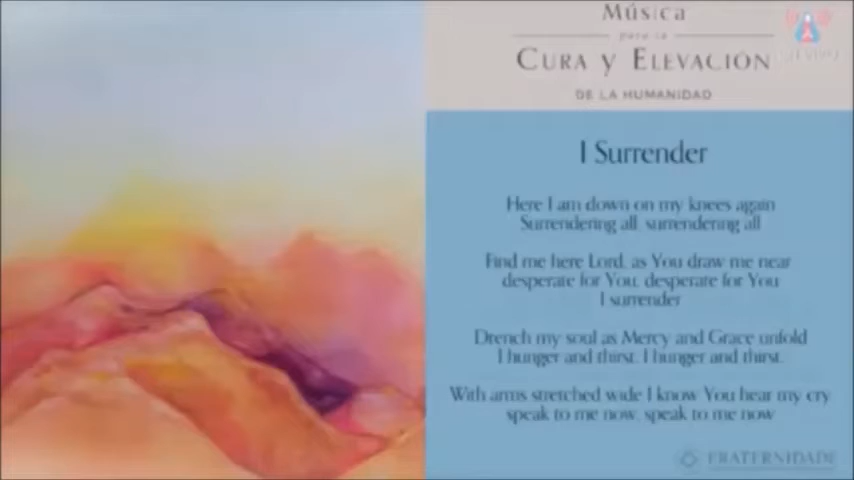 Música
para la
CURA Y ELEVACIÓN
DE LA HUMANIDAD
I Surrender
Here I am down on my knees again
Surrendering all, surrendering all
Find me here Lord, as You draw me near
desperate for You, desperate for You
I surrender
Drench my soul as Mercy and Grace unfold
I hunger and thirst, I hunger and thirst.
With arms stretched wide I know You hear my cry
speak to me now, speak to me now
FRATERNIDADE